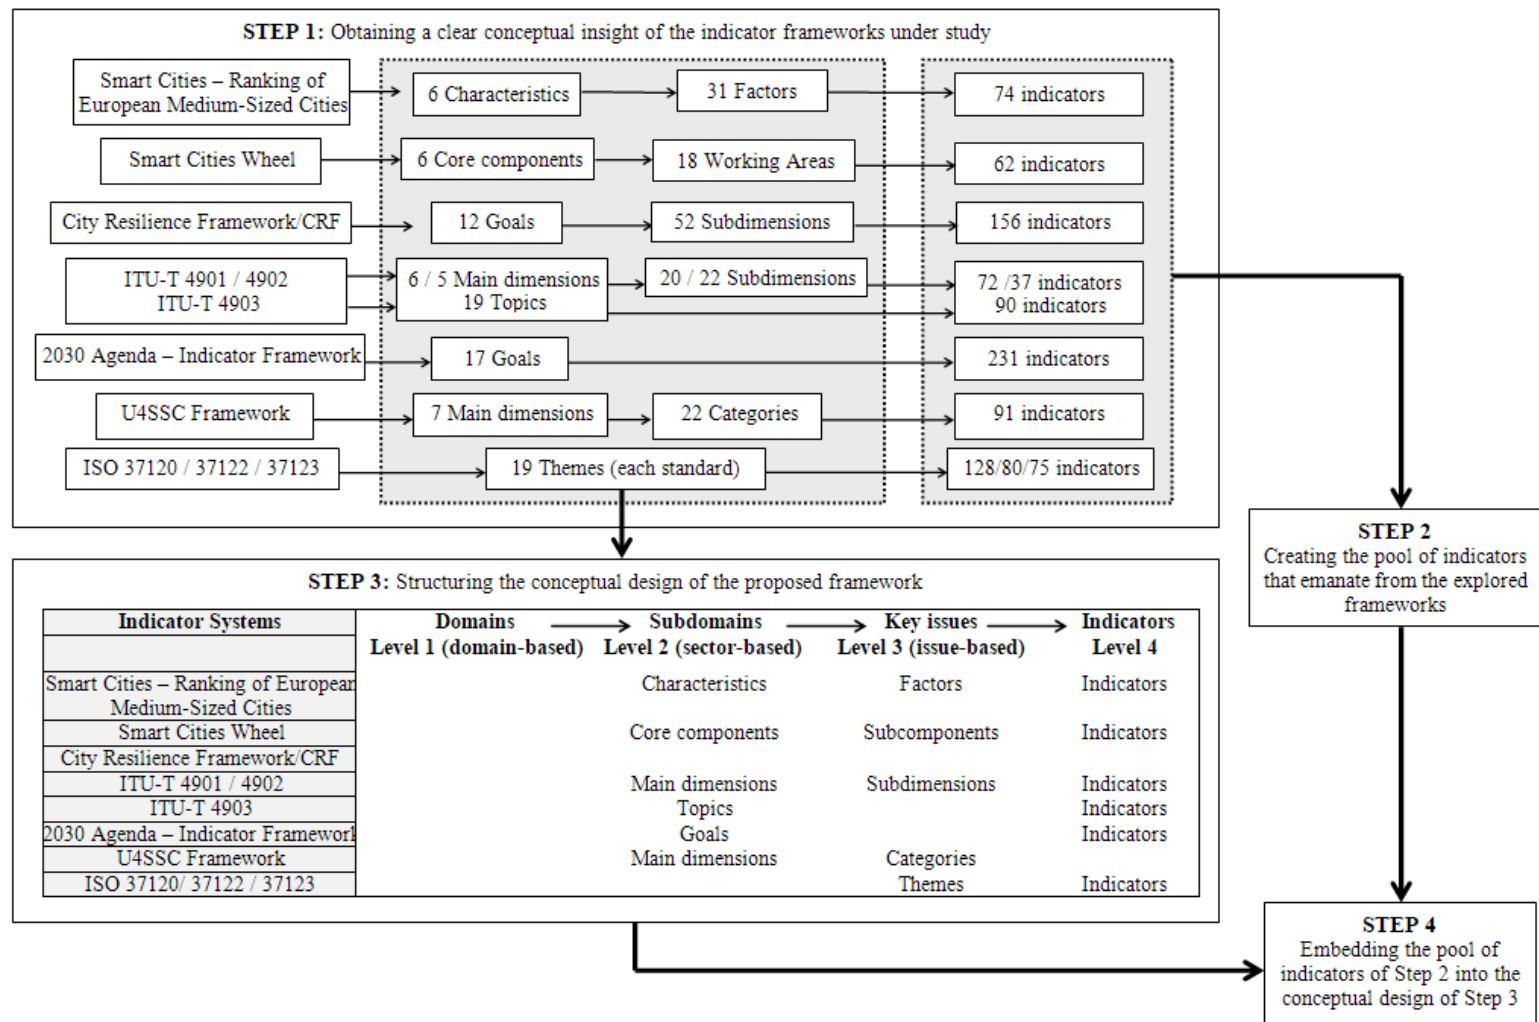 STEP 1: Obtaining a clear conceptual insight of the indicator frameworks under study
Smart Cities – Ranking of
European Medium-Sized Cities
6 Characteristics
31 Factors
74 indicators
Smart Cities Wheel
6 Core components
18 Working Areas
62 indicators
City Resilience Framework/CRF
12 Goals
52 Subdimensions
156 indicators
ITU-T 4901 / 4902
ITU-T 4903
6 / 5 Main dimensions
19 Topics
20 / 22 Subdimensions
72 /37 indicators
90 indicators
2030 Agenda – Indicator Framework
17 Goals
231 indicators
U4SSC Framework
7 Main dimensions
22 Categories
91 indicators
ISO 37120 / 37122 / 37123
19 Themes (each standard)
128/80/75 indicators
STEP 2
Creating the pool of indicators
that emanate from the explored
frameworks
STEP 3: Structuring the conceptual design of the proposed framework
Indicator Systems Domains Subdomains Key issues Indicators
Level 1 (domain-based) Level 2 (sector-based) Level 3 (issue-based) Level 4
Smart Cities – Ranking of European Characteristics Factors Indicators
Medium-Sized Cities
Smart Cities Wheel Core components Subcomponents Indicators
City Resilience Framework/CRF
ITU-T 4901 / 4902 Main dimensions Subdimensions Indicators
ITU-T 4903 Topics Indicators
2030 Agenda – Indicator Framework Goals Indicators
U4SSC Framework Main dimensions Categories
ISO 37120/ 37122 / 37123 Themes Indicators
STEP 4
Embedding the pool of
indicators of Step 2 into the
conceptual design of Step 3